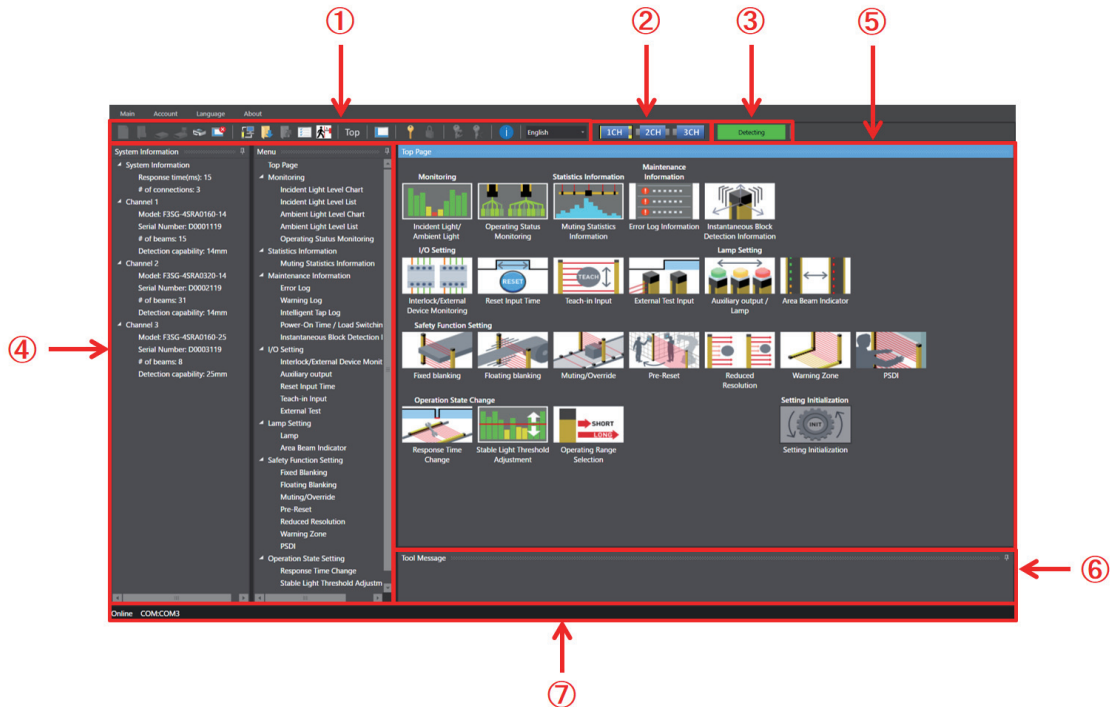 ① ② ③ ⑤
Main Account Language About
Top English 1CH 2CH 3CH Detecting
System Information
System Information
Response time(ms): 15
# of connections: 3
Channel 1
Model: F3SG-4SRA0160-14
Serial Number: D0001119
# of beams: 15
Detection capability: 14mm
Channel 2
Model: F3SG-4SRA0320-14
Serial Number: D0002119
# of beams: 31
Detection capability: 14mm
Channel 3
Model: F3SG-4SRA0160-25
Serial Number: D0003119
# of beams: 8
Detection capability: 25mm
④
Menu
Top Page
Monitoring
Incident Light Level Chart
Incident Light Level List
Ambient Light Level Chart
Ambient Light Level List
Operating Status Monitoring
Statistics Information
Muting Statistics Information
Maintenance Information
Error Log
Warning Log
Intelligent Tap Log
Power-On Time / Load Switchin
Instantaneous Block Detection I
I/O Setting
Interlock/External Device Monit
Auxiliary output
Reset Input Time
Teach-in Input
External Test
Lamp Setting
Lamp
Area Beam Indicator
Safety Function Setting
Fixed Blanking
Floating Blanking
Muting/Override
Pre-Reset
Reduced Resolution
Warning Zone
PSDI
Operation State Setting
Response Time Change
Stable Light Threshold Adjustm
Top Page
Monitoring
Statistics Information
Maintenance
Information
Incident Light/
Ambient Light
Operating Status
Monitoring
Muting Statistics
Information
Error Log Information
Instantaneous Block
Detection Information
I/O Setting
Lamp Setting
RESET
TEACH
Interlock/External
Device Monitoring
Reset Input Time
Teach-in Input
External Test Input
Auxiliary output /
Lamp
Area Beam Indicator
Safety Function Setting
Fixed blanking
Floating blanking
Muting/Override
Pre-Reset
Reduced
Resolution
Warning Zone
PSDI
Operation State Change
Setting Initialization
SHORT
LONG
INIT
Response Time
Change
Stable Light Threshold
Adjustment
Operating Range
Selection
Setting Initialization
Tool Message
⑥
Online COM:COM3
⑦